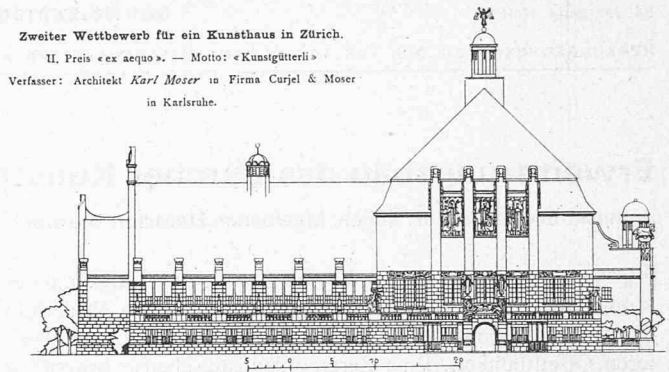 Zweiter Wettbewerb für ein Kunsthaus in Zürich.
II. Preis «ex aequo». — Motto: «Kunstgütterli»
Verfasser: Architekt Karl Moser in Firma Curjel & Moser
in Karlsruhe.
5 0 5 10 20